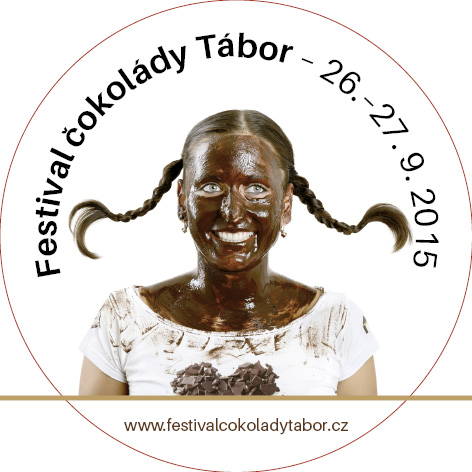 Festival čokolády Tábor – 26.–27. 9. 2015
www.festivalcokoladytabor.cz